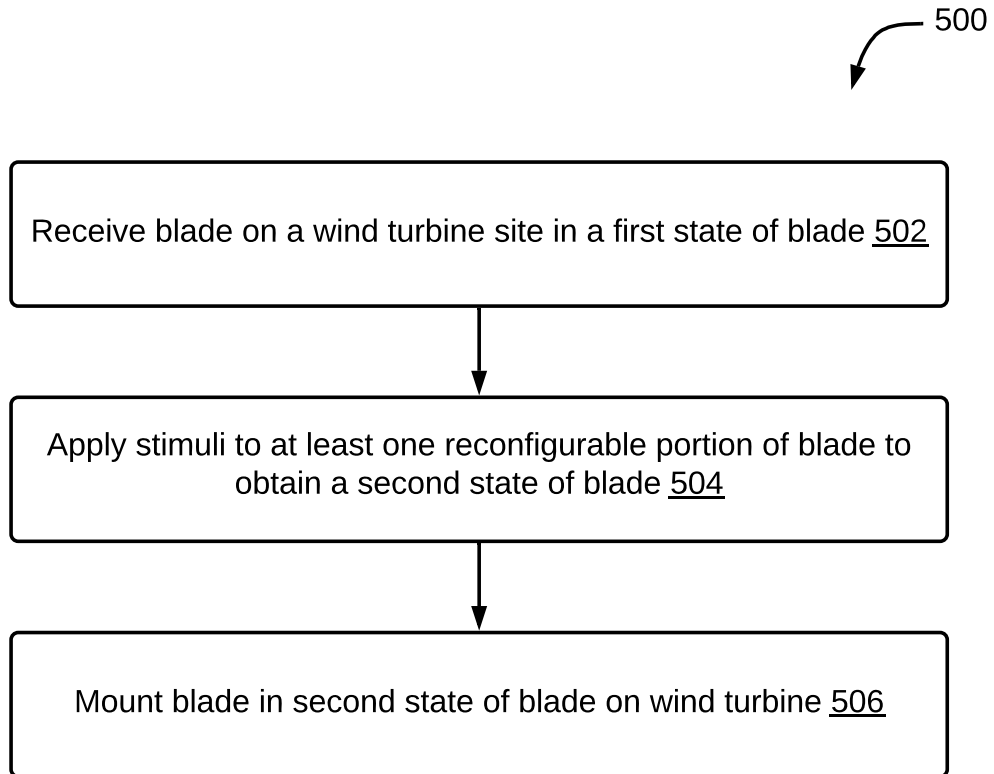 500
Receive blade on a wind turbine site in a first state of blade 502
Apply stimuli to at least one reconfigurable portion of blade to
obtain a second state of blade 504
Mount blade in second state of blade on wind turbine 506